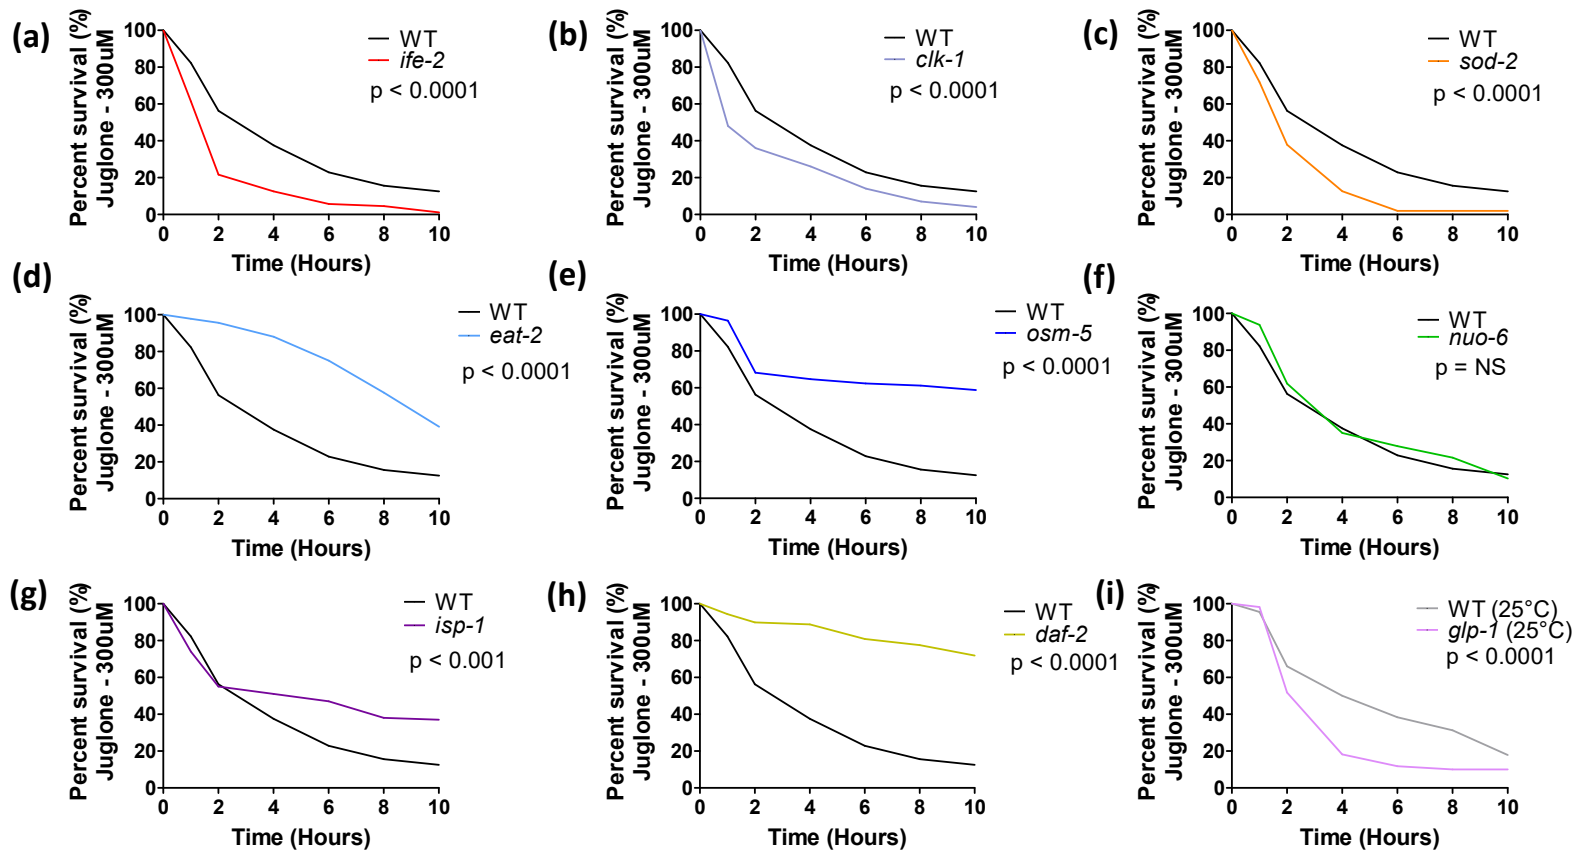 (a)
Percent survival (%)
Juglone - 300uM
100
80
60
40
20
0
0 2 4 6 8 10
Time (Hours)
WT
ife-2
p < 0.0001
(b)
Percent survival (%)
Juglone - 300uM
100
80
60
40
20
0
0 2 4 6 8 10
Time (Hours)
WT
clk-1
p < 0.0001
(c)
Percent survival (%)
Juglone - 300uM
100
80
60
40
20
0
0 2 4 6 8 10
Time (Hours)
WT
sod-2
p < 0.0001
(d)
Percent survival (%)
Juglone - 300uM
100
80
60
40
20
0
0 2 4 6 8 10
Time (Hours)
WT
eat-2
p < 0.0001
(e)
Percent survival (%)
Juglone - 300uM
100
80
60
40
20
0
0 2 4 6 8 10
Time (Hours)
WT
osm-5
p < 0.0001
(f)
Percent survival (%)
Juglone - 300uM
100
80
60
40
20
0
0 2 4 6 8 10
Time (Hours)
WT
nuo-6
p = NS
(g)
Percent survival (%)
Juglone - 300uM
100
80
60
40
20
0
0 2 4 6 8 10
Time (Hours)
WT
isp-1
p < 0.001
(h)
Percent survival (%)
Juglone - 300uM
100
80
60
40
20
0
0 2 4 6 8 10
Time (Hours)
WT
daf-2
p < 0.0001
(i)
Percent survival (%)
Juglone - 300uM
100
80
60
40
20
0
0 2 4 6 8 10
Time (Hours)
WT (25°C)
glp-1 (25°C)
p < 0.0001